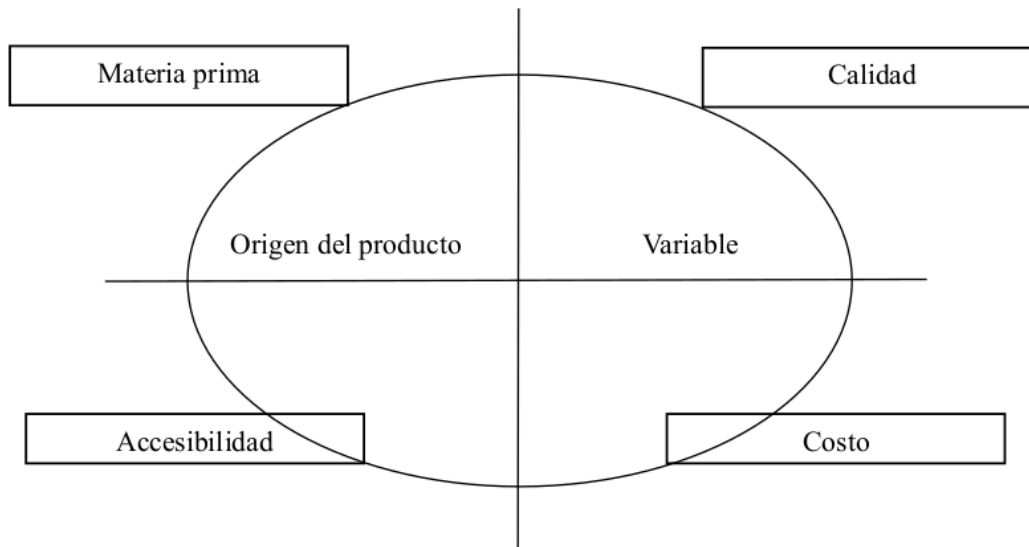 Materia prima
Calidad
Origen del producto
Variable
Accesibilidad
Costo